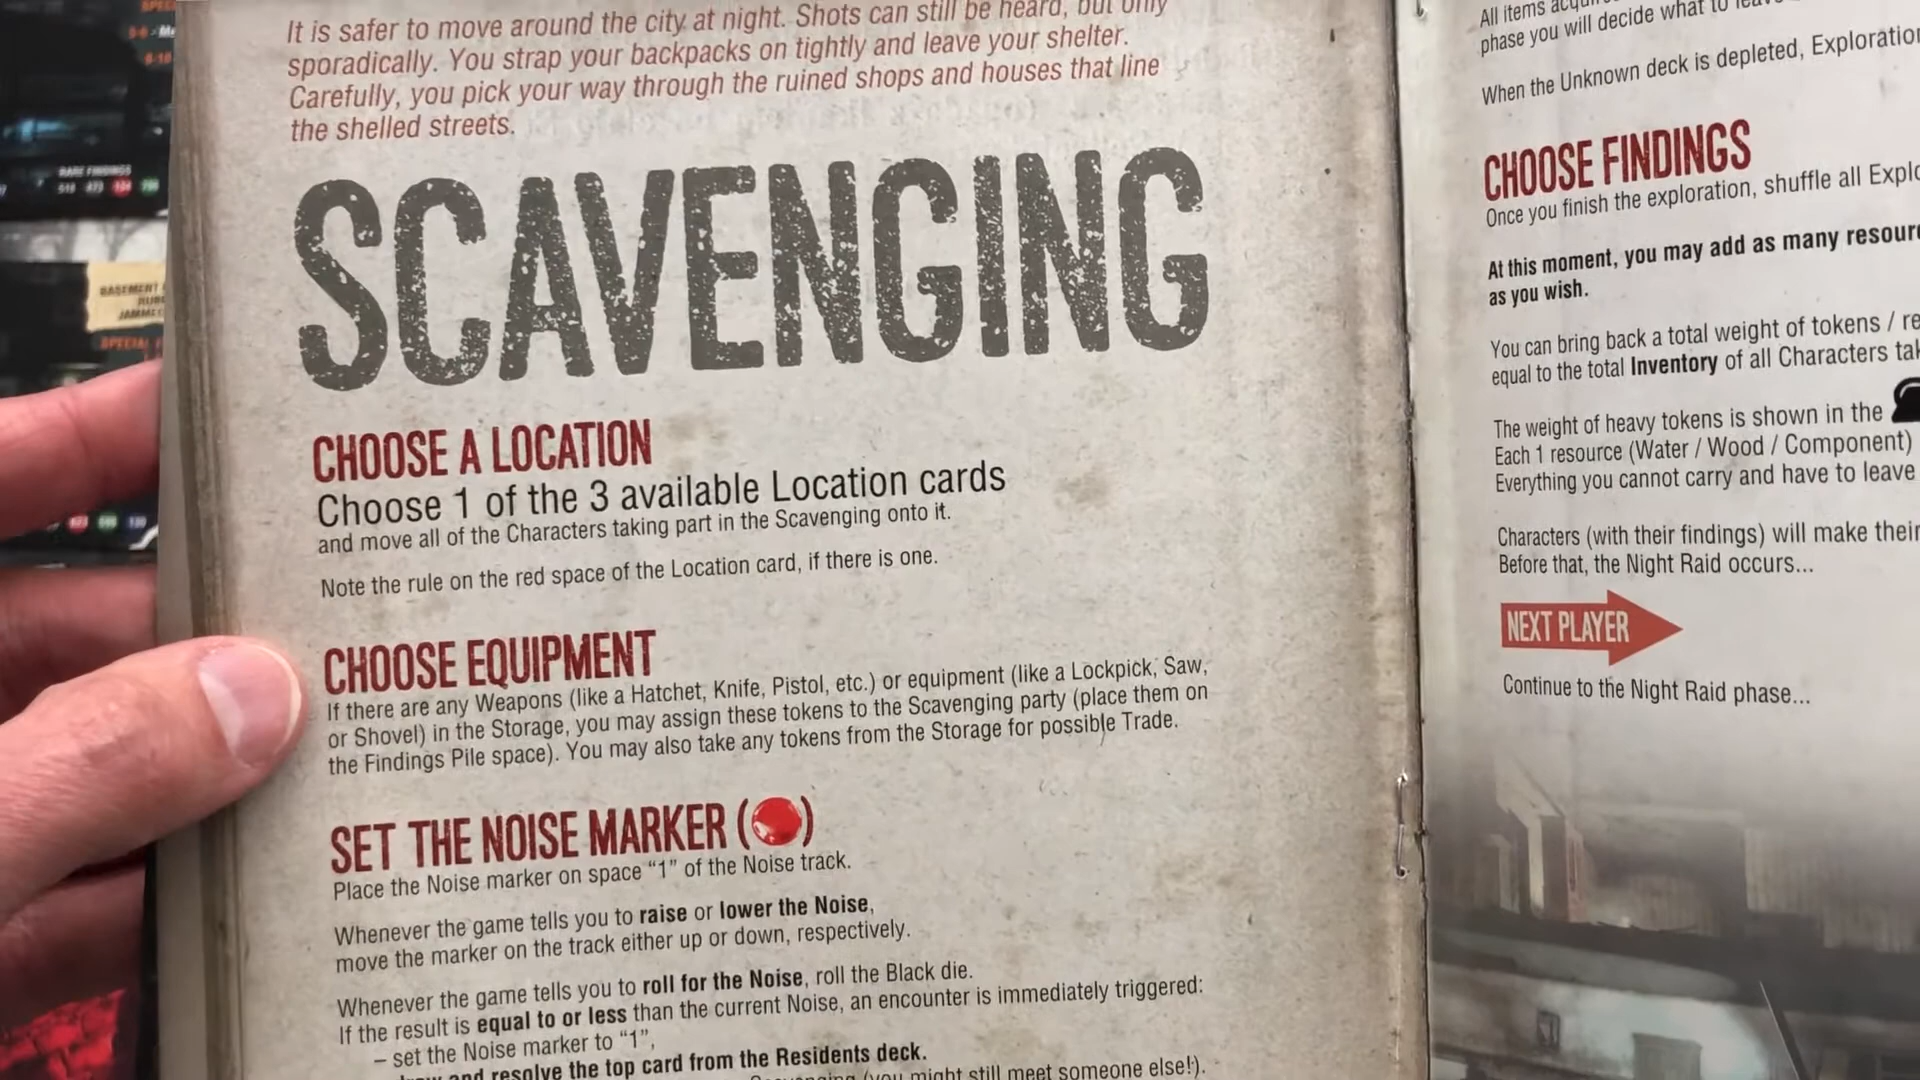 It is safer to move around the city at night. Shots can still be heard, but only
sporadically. You strap your backpacks on tightly and leave your shelter.
Carefully, you pick your way through the ruined shops and houses that line
the shelled streets.
SCAVENGING
CHOOSE A LOCATION
Choose 1 of the 3 available Location cards
and move all of the Characters taking part in the Scavenging onto it.
Note the rule on the red space of the Location card, if there is one.
CHOOSE EQUIPMENT
If there are any Weapons (like a Hatchet, Knife, Pistol, etc.) or equipment (like a Lockpick, Saw,
or Shovel) in the Storage, you may assign these tokens to the Scavenging party (place them on
the Findings Pile space). You may also take any tokens from the Storage for possible Trade.
SET THE NOISE MARKER ( )
Place the Noise marker on space “1” of the Noise track.
Whenever the game tells you to raise or lower the Noise,
move the marker on the track either up or down, respectively.
Whenever the game tells you to roll for the Noise, roll the Black die.
If the result is equal to or less than the current Noise, an encounter is immediately triggered:
– set the Noise marker to “1”,
and resolve the top card from the Residents deck.
(you might still meet someone else!).
All items
phase you will decide what to
When the Unknown deck is depleted,
CHOOSE FINDINGS
Once you finish the exploration, shuffle all
At this moment, you may add as many
as you wish.
You can bring back a total weight of tokens /
equal to the total Inventory of all Characters
The weight of heavy tokens is shown in the
Each 1 resource (Water / Wood / Component)
Everything you cannot carry and have to leave
Characters (with their findings) will make their
Before that, the Night Raid occurs...
NEXT PLAYER
Continue to the Night Raid phase...
RARE FINDINGS
BASEMENT